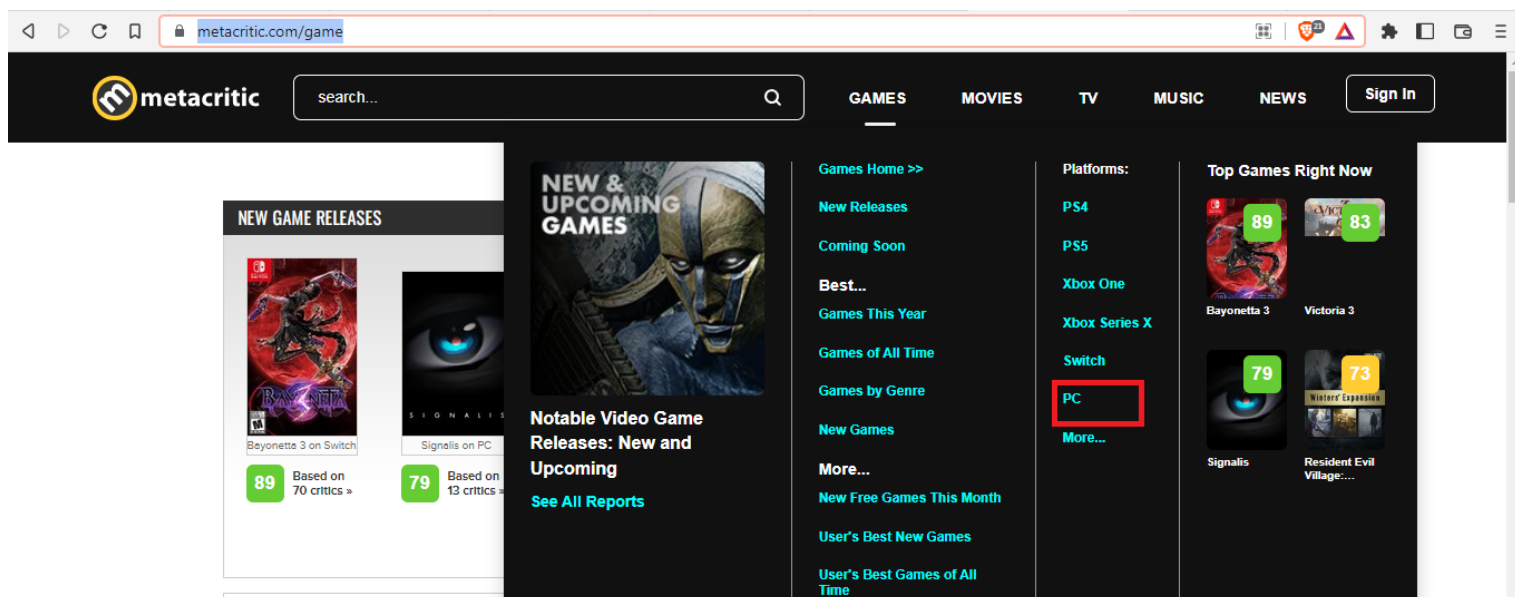 metacritic.com/game
21
metacritic
search...
GAMES
MOVIES
TV
MUSIC
NEWS
Sign In
NEW GAME RELEASES
BAYONETTA
Bayonetta 3 on Switch
89
Based on
70 critics »
SIGNALIS
Signalis on PC
79
Based on
13 critics »
NEW &
UPCOMING
GAMES
Notable Video Game
Releases: New and
Upcoming
See All Reports
Games Home >>
New Releases
Coming Soon
Best...
Games This Year
Games of All Time
Games by Genre
New Games
More...
New Free Games This Month
User's Best New Games
User's Best Games of All
Time
Platforms:
PS4
PS5
Xbox One
Xbox Series X
Switch
PC
More...
Top Games Right Now
89
Bayonetta 3
83
Victoria 3
79
Signalis
73
Winters' Expansion
Resident Evil
Village:...